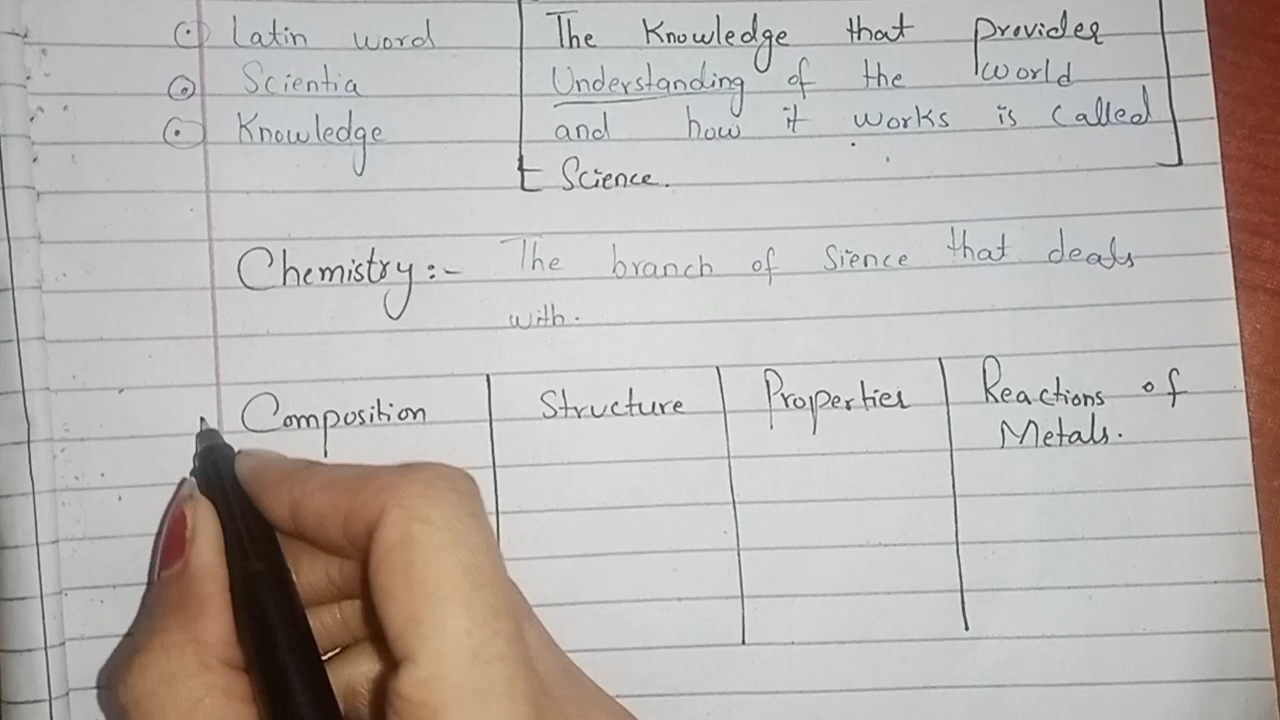 Latin word
Scientia
Knowledge
The Knowledge that provides
Understanding of the world
and how it works is called
Science.
Chemistry:- The branch of Sience that deals
with.
Composition
Structure
Properties
Reactions of
Metals.